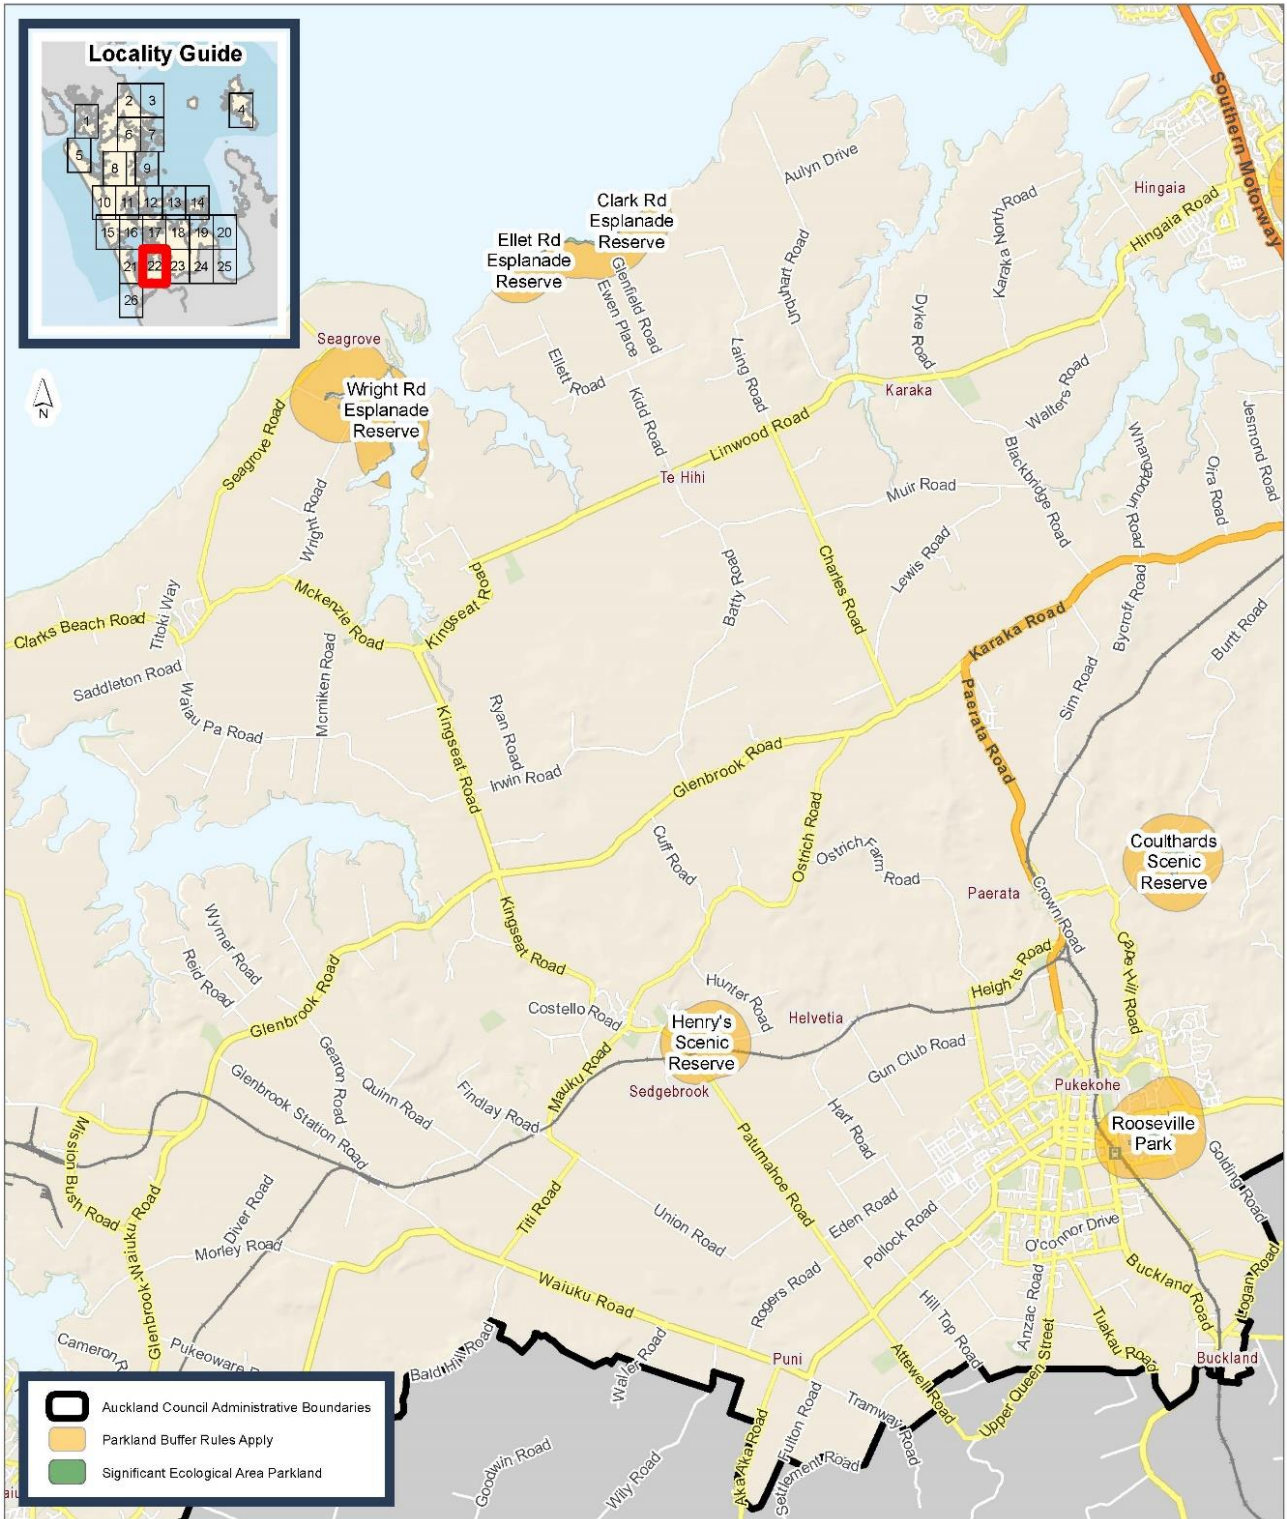 Locality Guide
2 3
4
1
6 7
5
8 9
10 11 12 13 14
15 16 17 18 19 20
21 22 23 24 25
26
N
Southern Motorway
Aulyn Drive
Hingaia
Clark Rd
Esplanade
Reserve
Karaka North Road
Hingaia Road
Ellet Rd
Esplanade
Reserve
Urquhart Road
Glenfield Road
Ewen Place
Dyke Road
Seagrove
Laing Road
Ellett Road
Wright Rd
Esplanade
Reserve
Karaka
Kidd Road
Walters Road
Jesmond Road
Linwood Road
Seagrove Road
Whangapouri Road
Oira Road
Blackbridge Road
Te Hihi
Muir Road
Wright Road
Charles Road
Lewis Road
Batty Road
Kingseat Road
Titoki Way
Mckenzie Road
Bycroft Road
Clarks Beach Road
Karaka Road
Burtt Road
Saddleton Road
Mcmiken Road
Sim Road
Waiau Pa Road
Paerata Road
Ryan Road
Kingseat Road
Irwin Road
Glenbrook Road
Ostrich Road
Cuff Road
Ostrich Farm Road
Coulthards
Scenic
Reserve
Paerata
Crown Road
Wymer Road
Reid Road
Kingseat Road
Cape Hill Road
Heights Road
Glenbrook Road
Hunter Road
Costello Road
Helvetia
Henry's
Scenic
Reserve
Gun Club Road
Gearon Road
Mauku Road
Pukekohe
Glenbrook Station Road
Quinn Road
Findlay Road
Sedgebrook
Hart Road
Rooseville
Park
Mission Bush Road
Patumahoe Road
Golding Road
Titi Road
Diver Road
Union Road
Eden Road
Pollock Road
O'connor Drive
Morley Road
Glenbrook-Waiuku Road
Buckland Road
Logan Road
Waiuku Road
Rogers Road
Anzac Road
Hill Top Road
Tuakau Road
Cameron R
Pukeoware
Bald Hill Road
Waller Road
Puni
Attewell Road
Upper Queen Street
Buckland
Fulton Road
Tramway Road
Aka Aka Road
Settlement Road
Goodwin Road
Wily Road
Auckland Council Administrative Boundaries
Parkland Buffer Rules Apply
Significant Ecological Area Parkland